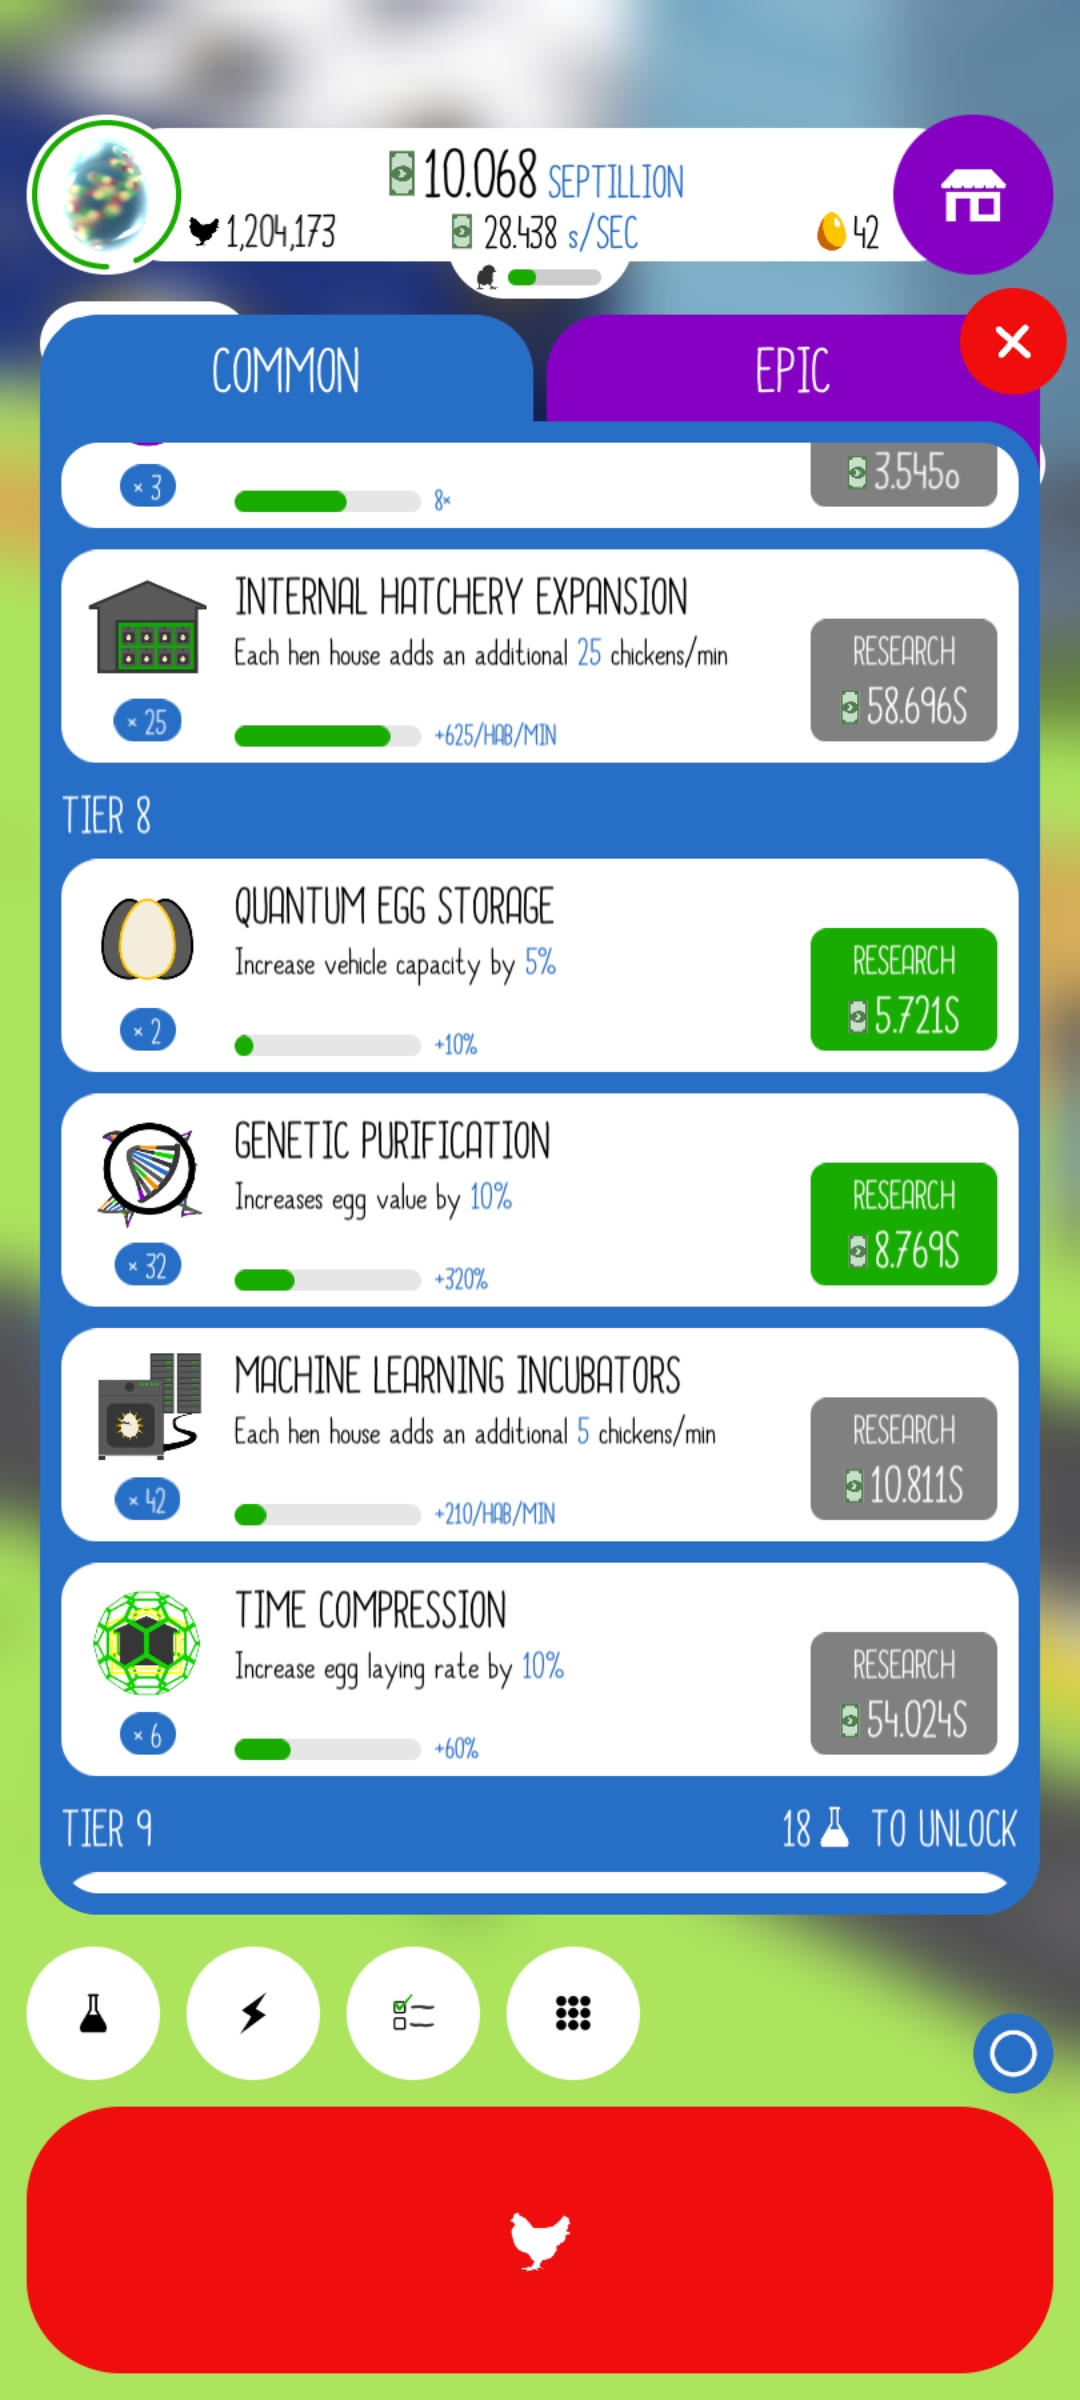 10.068 SEPTILLION
1,204,173
28.438 s/SEC
42
COMMON
EPIC
× 3
8×
3.545o
INTERNAL HATCHERY EXPANSION
Each hen house adds an additional 25 chickens/min
RESEARCH
58.696S
× 25
+625/HAB/MIN
TIER 8
QUANTUM EGG STORAGE
Increase vehicle capacity by 5%
RESEARCH
5.721S
× 2
+10%
GENETIC PURIFICATION
Increases egg value by 10%
RESEARCH
8.769S
× 32
+320%
MACHINE LEARNING INCUBATORS
Each hen house adds an additional 5 chickens/min
RESEARCH
10.811S
× 42
+210/HAB/MIN
TIME COMPRESSION
Increase egg laying rate by 10%
RESEARCH
54.024S
× 6
+60%
TIER 9
18 TO UNLOCK